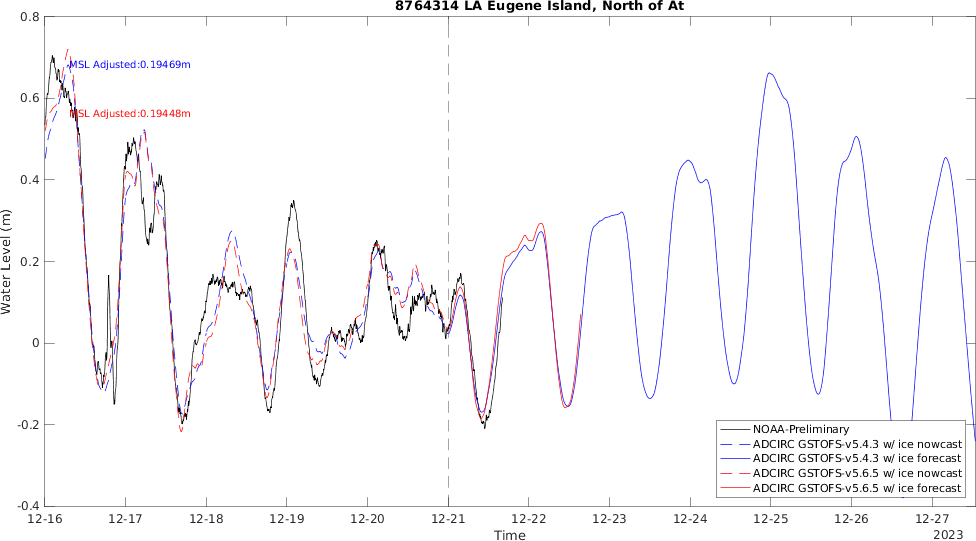 8764314 LA Eugene Island, North of At
0.8
MSL Adjusted:0.19469m
0.6
MSL Adjusted:0.19448m
0.4
Water Level (m)
0.2
0
-0.2
NOAA-Preliminary
ADCIRC GSTOFS-v5.4.3 w/ ice nowcast
ADCIRC GSTOFS-v5.4.3 w/ ice forecast
ADCIRC GSTOFS-v5.6.5 w/ ice nowcast
ADCIRC GSTOFS-v5.6.5 w/ ice forecast
-0.4
12-16 12-17 12-18 12-19 12-20 12-21 12-22 12-23 12-24 12-25 12-26 12-27
Time 2023